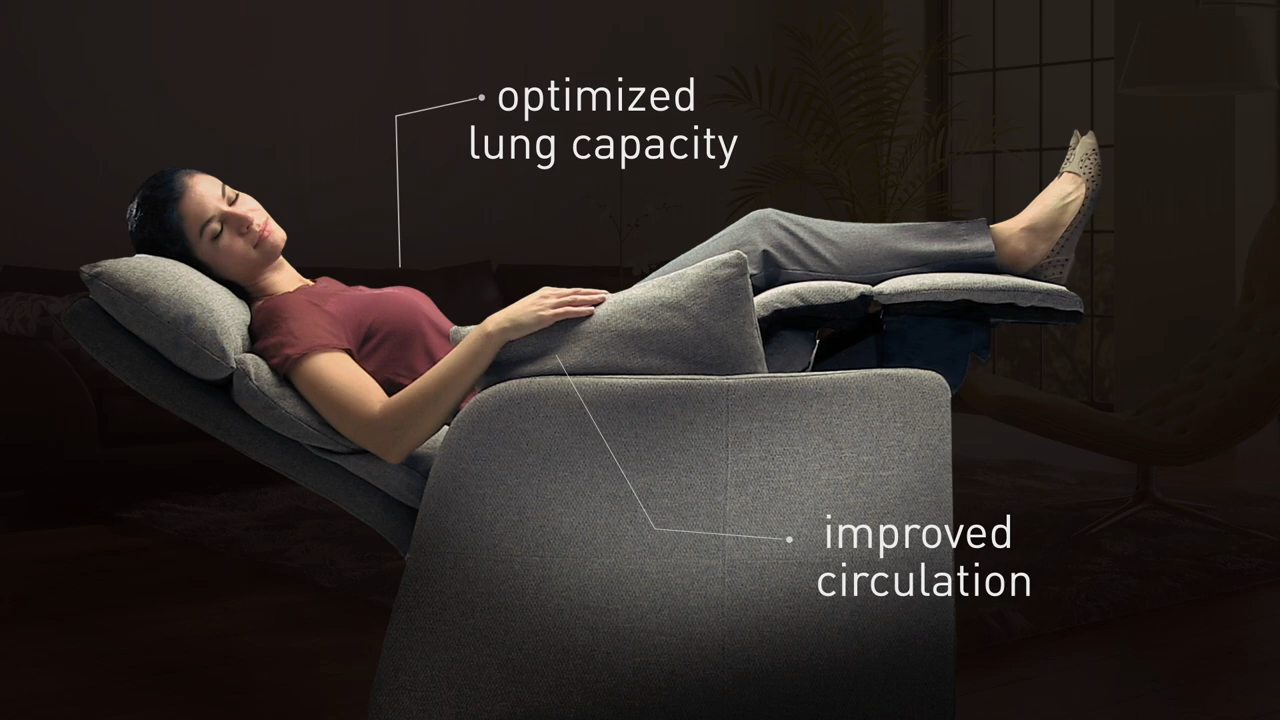 optimized
lung capacity
improved
circulation